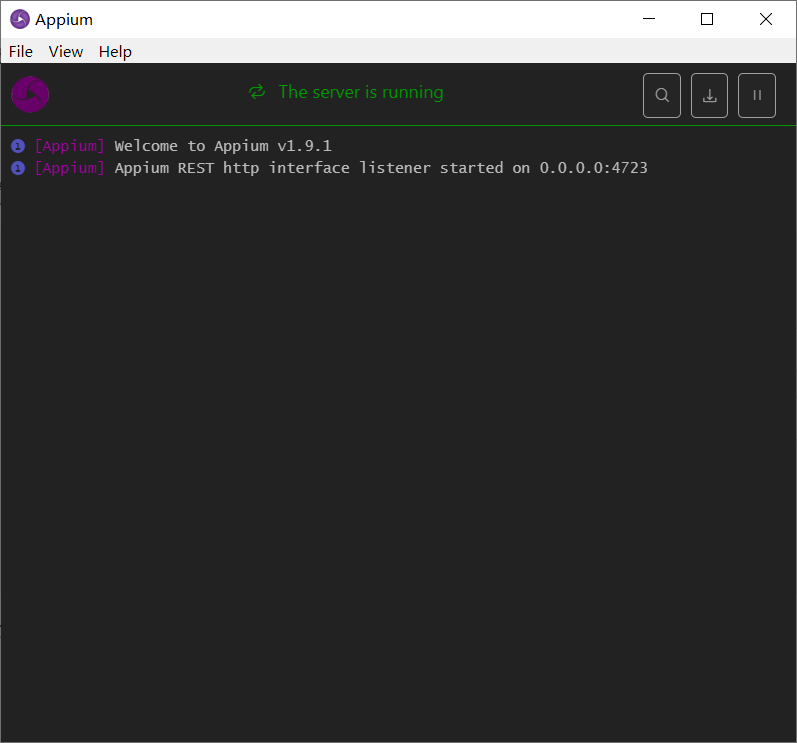 Appium
File View Help
The server is running
[Appium] Welcome to Appium v1.9.1
[Appium] Appium REST http interface listener started on 0.0.0.0:4723